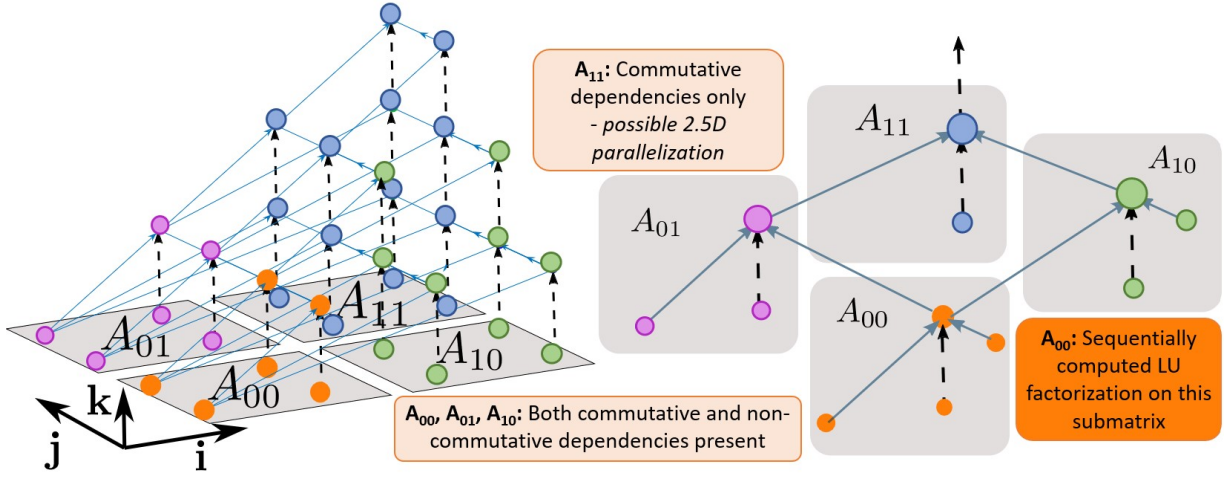 A₁₁: Commutative
dependencies only
- possible 2.5D
parallelization
A₁₁
A₁₀
A₀₁
A₀₀
A₁₁
A₀₁
A₁₀
A₀₀
k
j
i
A₀₀, A₀₁, A₁₀: Both commutative and non-
commutative dependencies present
A₀₀: Sequentially
computed LU
factorization on this
submatrix